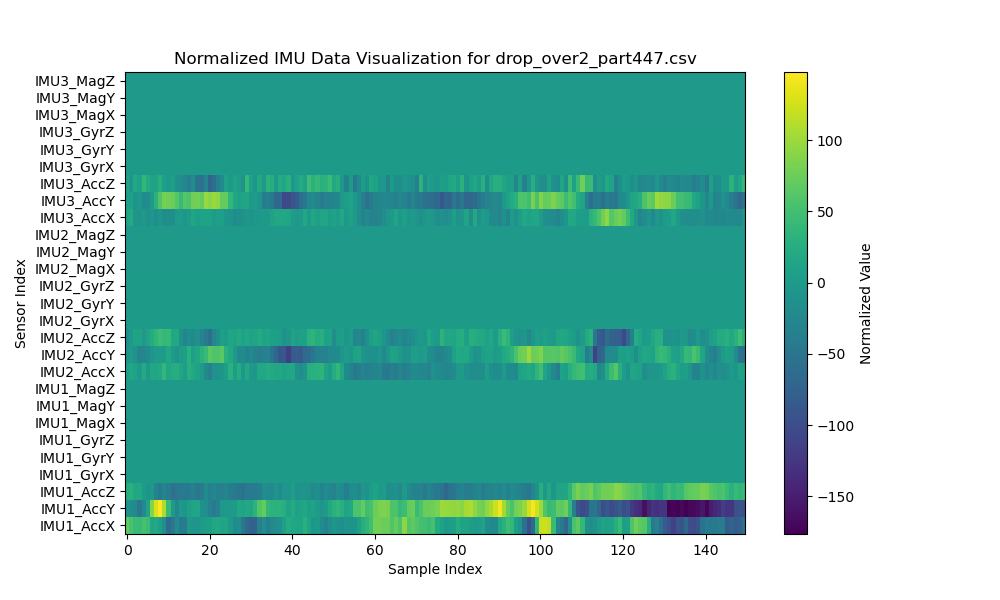 Normalized IMU Data Visualization for drop_over2_part447.csv
IMU3_MagZ
IMU3_MagY
IMU3_MagX
IMU3_GyrZ
IMU3_GyrY
IMU3_GyrX
IMU3_AccZ
IMU3_AccY
IMU3_AccX
IMU2_MagZ
IMU2_MagY
IMU2_MagX
IMU2_GyrZ
IMU2_GyrY
IMU2_GyrX
IMU2_AccZ
IMU2_AccY
IMU2_AccX
IMU1_MagZ
IMU1_MagY
IMU1_MagX
IMU1_GyrZ
IMU1_GyrY
IMU1_GyrX
IMU1_AccZ
IMU1_AccY
IMU1_AccX
Sensor Index
0 20 40 60 80 100 120 140
Sample Index
100
50
0
−50
−100
−150
Normalized Value